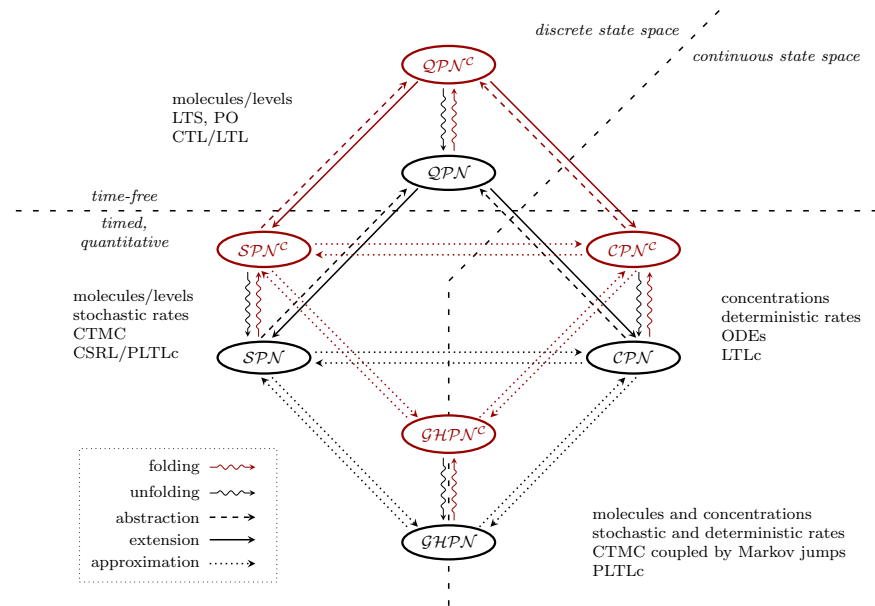 discrete state space
continuous state space
𝒬𝒫𝒩^𝒞
molecules/levels
LTS, PO
CTL/LTL
𝒬𝒫𝒩
time-free
timed,
quantitative
𝒮𝒫𝒩^𝒞
𝒞𝒫𝒩^𝒞
molecules/levels
stochastic rates
CTMC
CSRL/PLTLc
concentrations
deterministic rates
ODEs
LTLc
𝒮𝒫𝒩
𝒞𝒫𝒩
𝒢ℋ𝒫𝒩^𝒞
folding
unfolding
abstraction
extension
approximation
𝒢ℋ𝒫𝒩
molecules and concentrations
stochastic and deterministic rates
CTMC coupled by Markov jumps
PLTLc